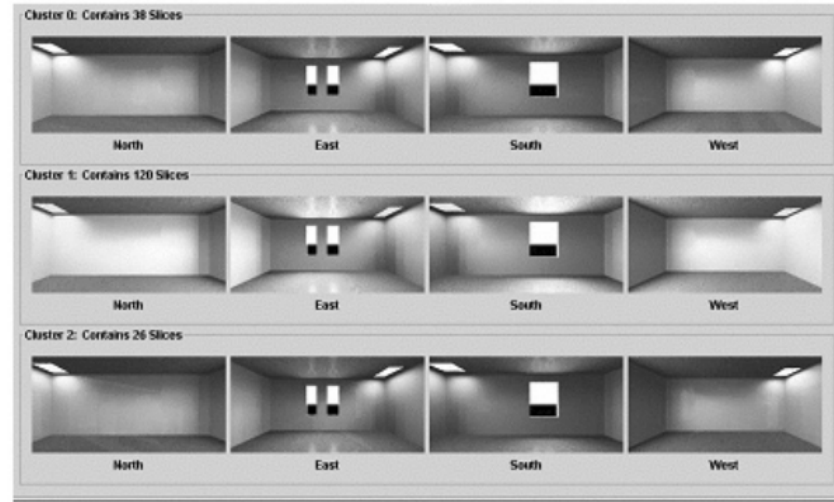 Cluster 0: Contains 38 Slices
North East South West
Cluster 1: Contains 120 Slices
North East South West
Cluster 2: Contains 26 Slices
North East South West